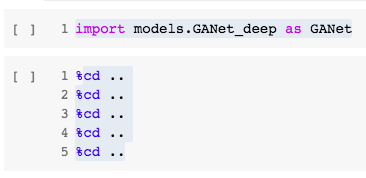 [ ] 1 import models.GANet_deep as GANet
[ ] 1 %cd ..
2 %cd ..
3 %cd ..
4 %cd ..
5 %cd ..